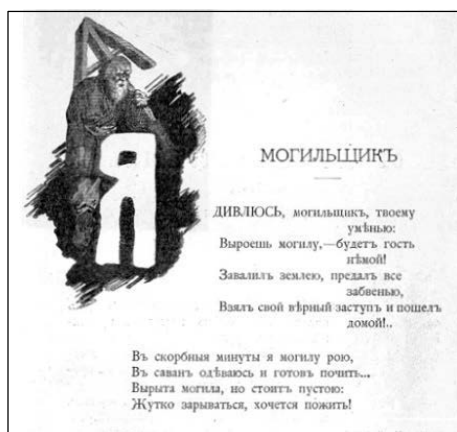 МОГИЛЬЩИКЪ
Я
ДИВЛЮСЬ, могильщикъ, твоему
умѣнью:
Выроешь могилу,—будетъ гость
нѣмой!
Завалилъ землею, предалъ все
забвенью,
Взялъ свой вѣрный заступъ и пошелъ
домой!..
Въ скорбныя минуты я могилу рою,
Въ саванъ одѣваюсь и готовъ почить...
Вырыта могила, но стоитъ пустою:
Жутко зарываться, хочется пожить!